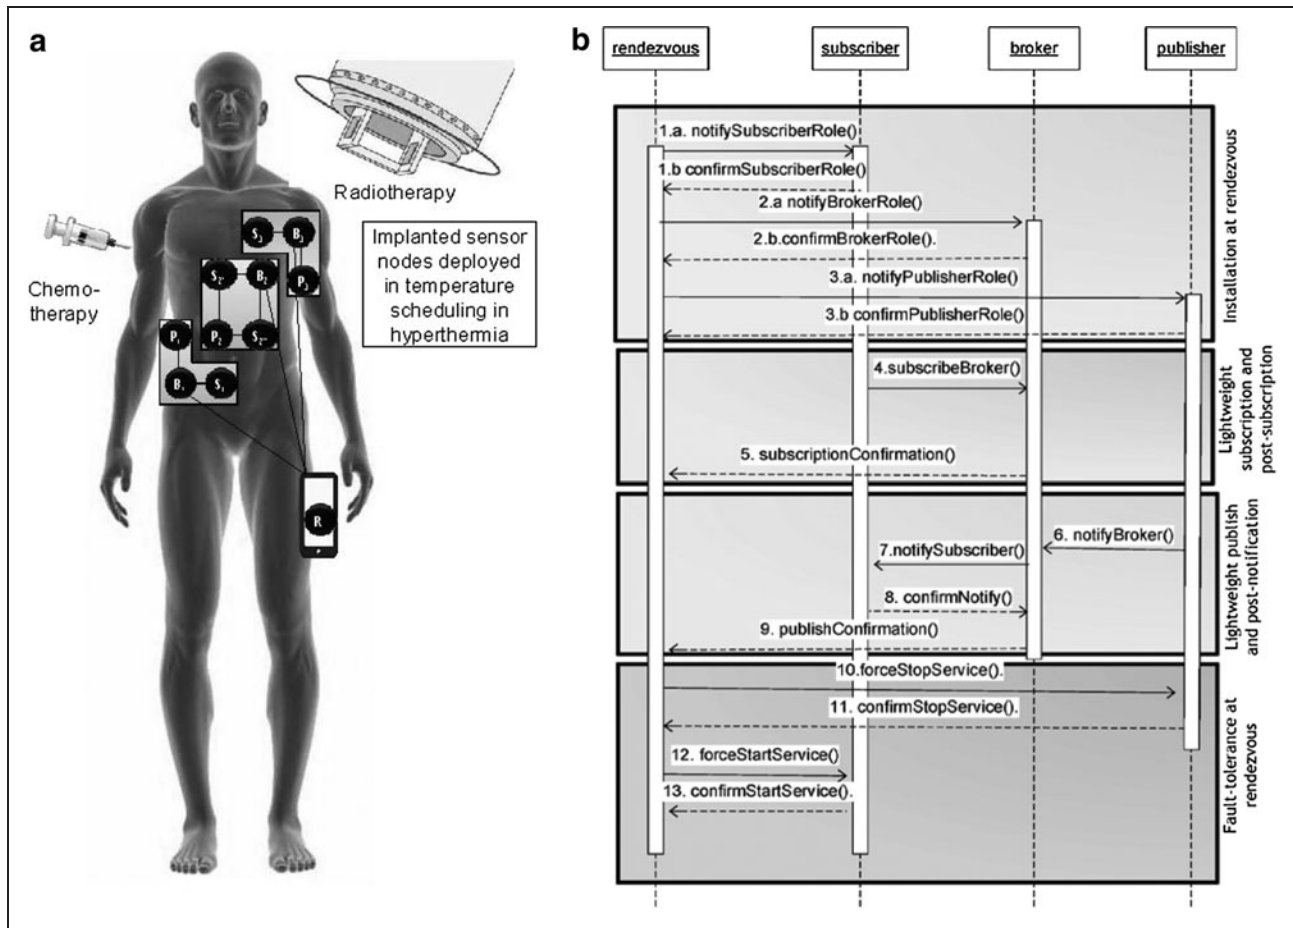 a
Radiotherapy
Chemo-
therapy
Implanted sensor
nodes deployed
in temperature
scheduling in
hyperthermia
S3 B3
P3
S2' B2
P2 S2''
P1
B1 S1
R
b
rendezvous subscriber broker publisher
1.a. notifySubscriberRole()
1.b confirmSubscriberRole()
2.a notifyBrokerRole()
2.b.confirmBrokerRole().
3.a. notifyPublisherRole()
3.b confirmPublisherRole()
Installation at rendezvous
4.subscribeBroker()
5. subscriptionConfirmation()
Lightweight
subscription and
post-subscription
6. notifyBroker()
7.notifySubscriber()
8. confirmNotify()
9. publishConfirmation()
Lightweight publish
and post-notification
10.forceStopService().
11. confirmStopService().
12. forceStartService()
13. confirmStartService().
Fault-tolerance at
rendezvous